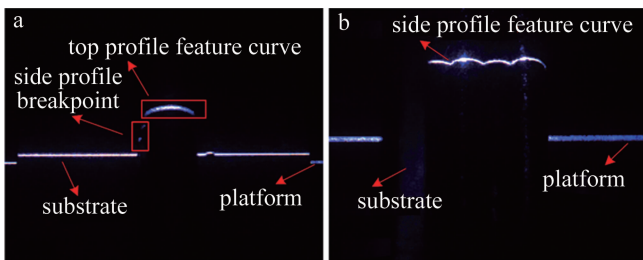 a
top profile feature curve
side profile
breakpoint
substrate
platform
b
side profile feature curve
substrate
platform